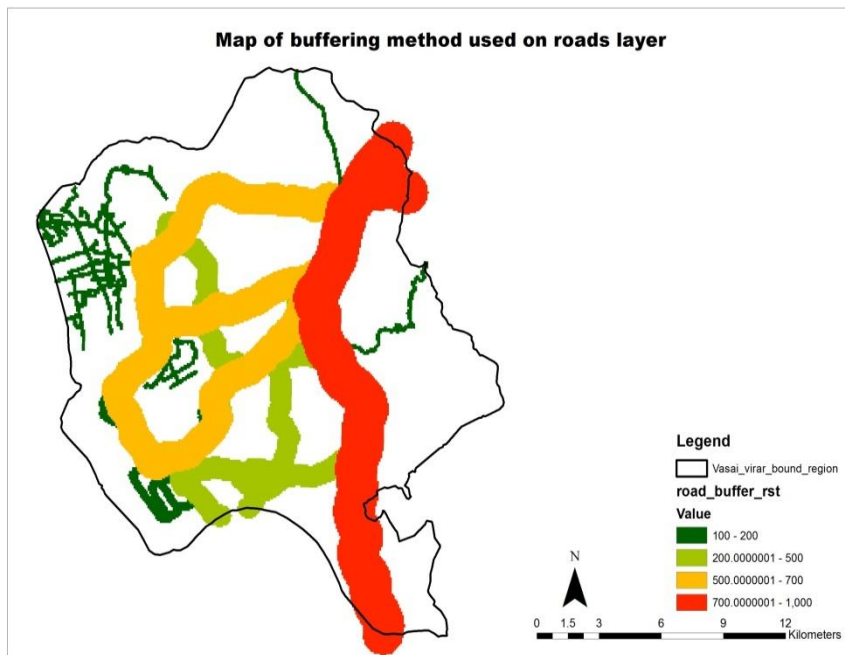 Map of buffering method used on roads layer
Legend
Vasai_virar_bound_region
road_buffer_rst
Value
100 - 200
200.0000001 - 500
500.0000001 - 700
700.0000001 - 1,000
N
0 1.5 3 6 9 12
Kilometers